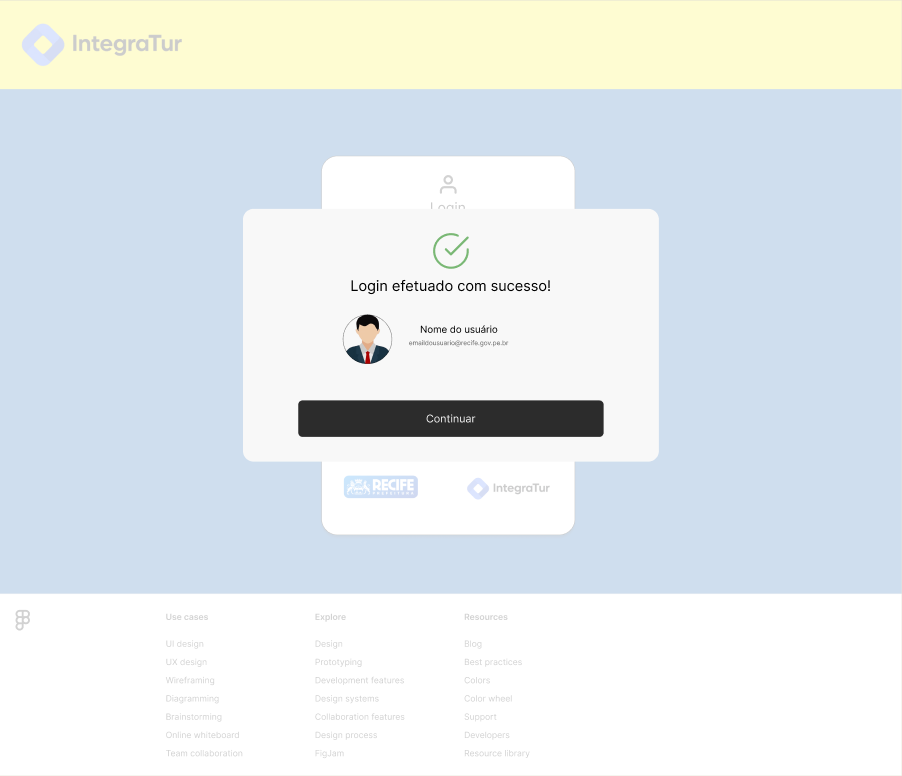 IntegraTur
Login
Login efetuado com sucesso!
Nome do usuário
emaildousuario@recife.gov.pe.br
Continuar
RECIFE
PREFEITURA
IntegraTur
Use cases
UI design
UX design
Wireframing
Diagramming
Brainstorming
Online whiteboard
Team collaboration
Explore
Design
Prototyping
Development features
Design systems
Collaboration features
Design process
FigJam
Resources
Blog
Best practices
Colors
Color wheel
Support
Developers
Resource library